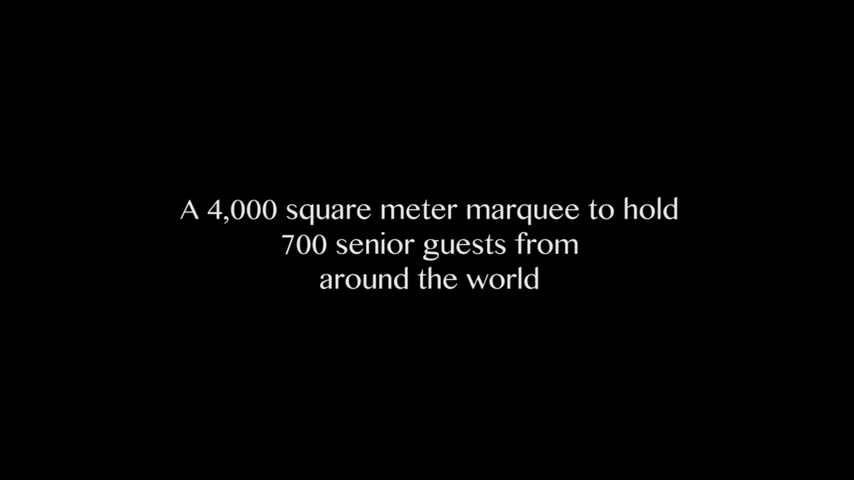 A 4,000 square meter marquee to hold
700 senior guests from
around the world